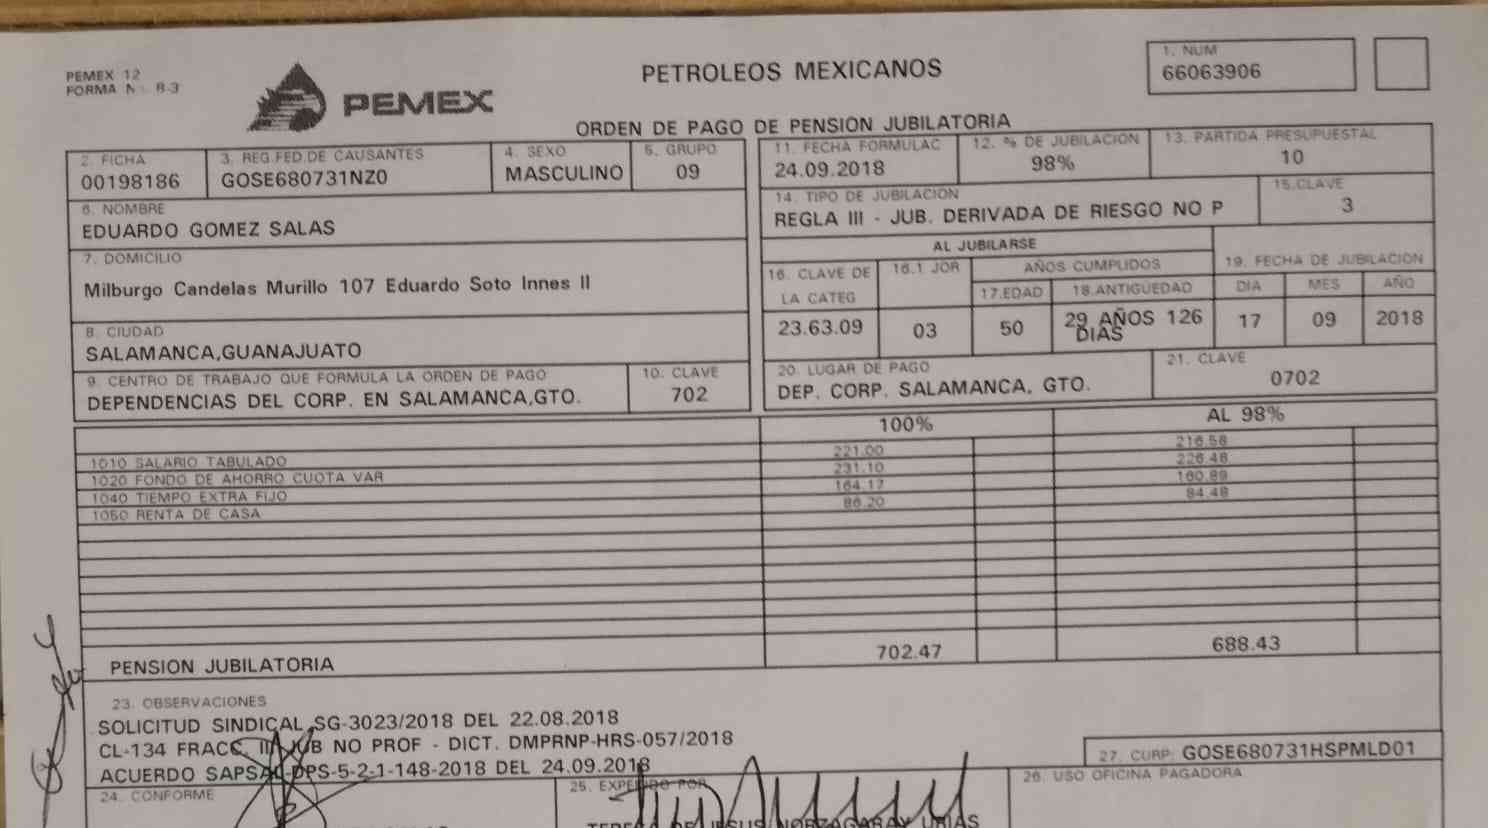 PEMEX 12
FORMA N . B-3
PEMEX
PETROLEOS MEXICANOS
1. NUM
66063906
ORDEN DE PAGO DE PENSION JUBILATORIA
2. FICHA
00198186
3. REG.FED.DE CAUSANTES
GOSE680731NZ0
4. SEXO
MASCULINO
5. GRUPO
09
11. FECHA FORMULAC
24.09.2018
12. % DE JUBILACION
98%
13. PARTIDA PRESUPUESTAL
10
6. NOMBRE
EDUARDO GOMEZ SALAS
14. TIPO DE JUBILACION
REGLA III - JUB. DERIVADA DE RIESGO NO P
15.CLAVE
3
7. DOMICILIO
Milburgo Candelas Murillo 107 Eduardo Soto Innes II
AL JUBILARSE
16. CLAVE DE
LA CATEG
16.1 JOR
AÑOS CUMPLIDOS
17.EDAD
18.ANTIGUEDAD
19. FECHA DE JUBILACION
DIA
MES
AÑO
23.63.09
03
50
29 AÑOS 126
DIAS
17
09
2018
8. CIUDAD
SALAMANCA,GUANAJUATO
9. CENTRO DE TRABAJO QUE FORMULA LA ORDEN DE PAGO
DEPENDENCIAS DEL CORP. EN SALAMANCA,GTO.
10. CLAVE
702
20. LUGAR DE PAGO
DEP. CORP. SALAMANCA, GTO.
21. CLAVE
0702
100%
AL 98%
1010 SALARIO TABULADO 221.00 216.58
1020 FONDO DE AHORRO CUOTA VAR 231.10 226.48
1040 TIEMPO EXTRA FIJO 164.17 160.89
1050 RENTA DE CASA 86.20 84.48
PENSION JUBILATORIA 702.47 688.43
23. OBSERVACIONES
SOLICITUD SINDICAL SG-3023/2018 DEL 22.08.2018
CL-134 FRACC. III JUB NO PROF - DICT. DMPRNP-HRS-057/2018
ACUERDO SAPSAC-DPS-5-2-1-148-2018 DEL 24.09.2018
27. CURP: GOSE680731HSPMLD01
24. CONFORME
25. EXPEDIDO POR
26. USO OFICINA PAGADORA
TERESA DE JESUS NORZAGARAY URIAS